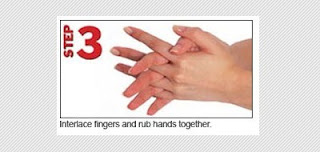 STEP 3
Interlace fingers and rub hands together.